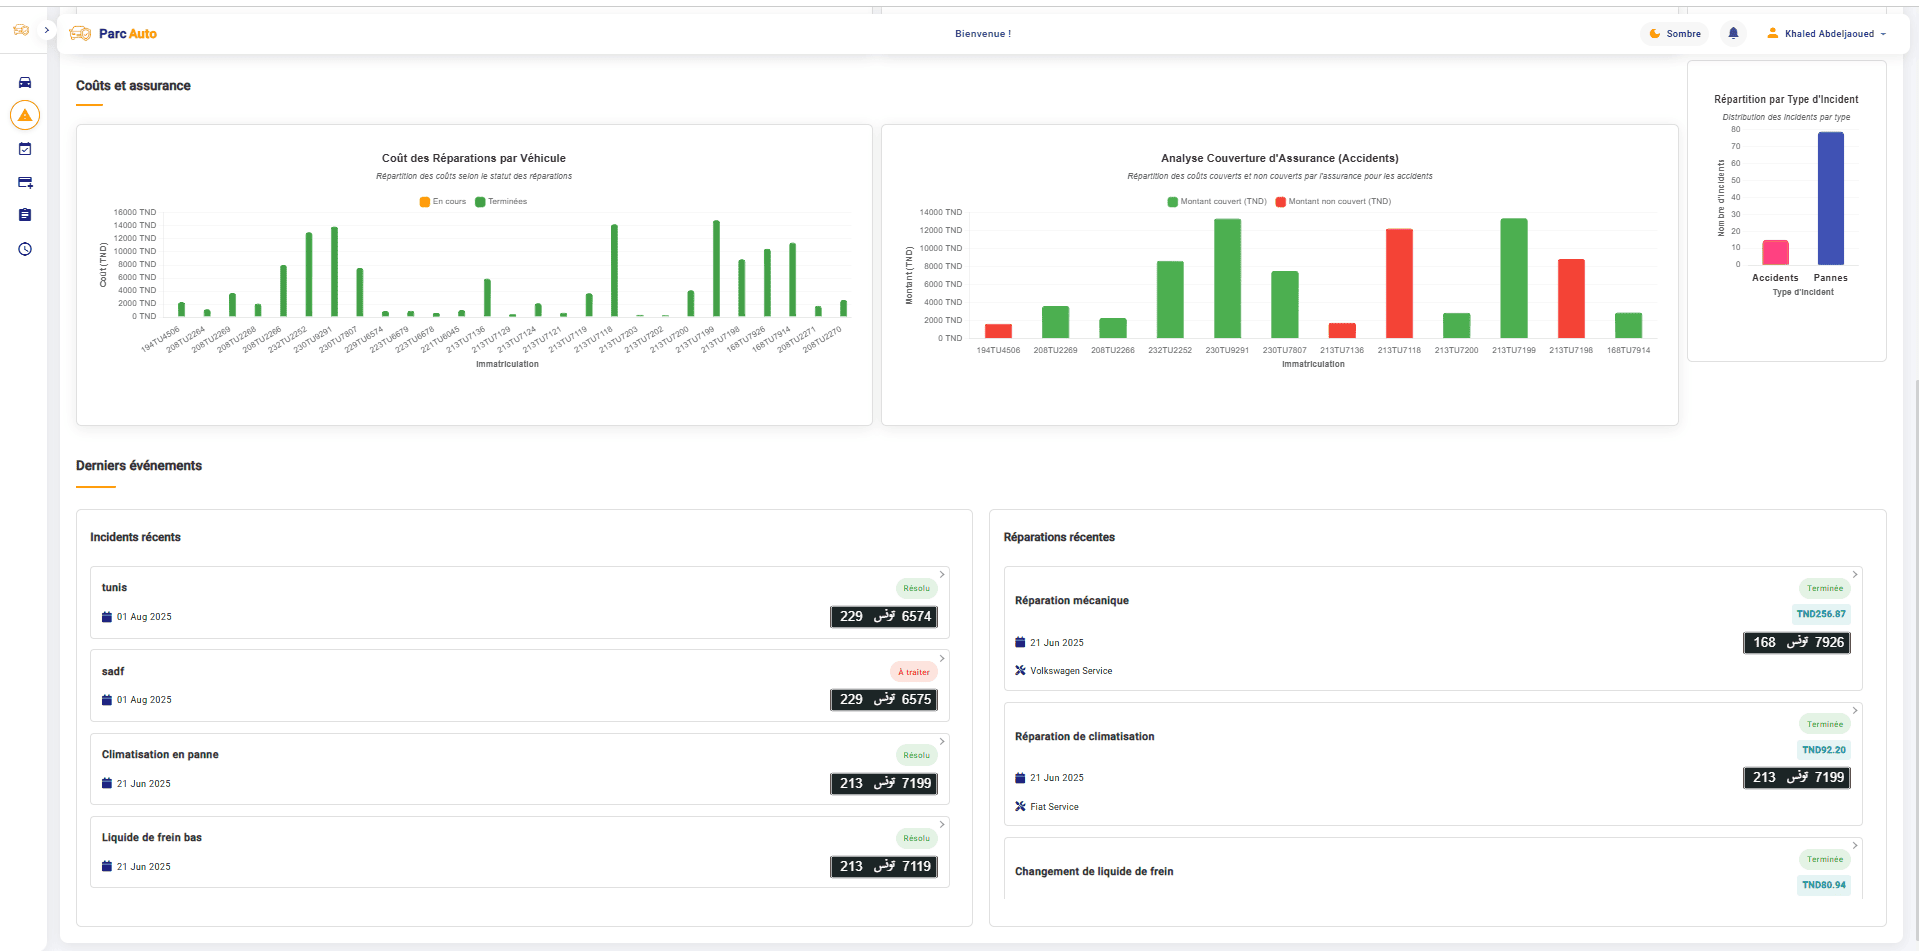 Parc Auto
Bienvenue !
Sombre
Khaled Abdeljaoued
Coûts et assurance
Coût des Réparations par Véhicule
Répartition des coûts selon le statut des réparations
En cours
Terminées
Coût (TND)
16000 TND
14000 TND
12000 TND
10000 TND
8000 TND
6000 TND
4000 TND
2000 TND
0 TND
194TU4506
208TU2264
208TU2269
208TU2268
208TU2266
232TU2252
230TU9291
230TU7807
229TU6574
223TU6679
223TU6678
221TU6045
213TU7136
213TU7129
213TU7124
213TU7121
213TU7119
213TU7118
213TU7203
213TU7202
213TU7200
213TU7199
213TU7198
168TU7926
168TU7914
208TU2271
208TU2270
Immatriculation
Analyse Couverture d'Assurance (Accidents)
Répartition des coûts couverts et non couverts par l'assurance pour les accidents
Montant couvert (TND)
Montant non couvert (TND)
Montant (TND)
14000 TND
12000 TND
10000 TND
8000 TND
6000 TND
4000 TND
2000 TND
0 TND
194TU4506
208TU2269
208TU2266
232TU2252
230TU9291
230TU7807
213TU7136
213TU7118
213TU7200
213TU7199
213TU7198
168TU7914
Immatriculation
Répartition par Type d'Incident
Distribution des incidents par type
Nombre d'incidents
80
70
60
50
40
30
20
10
0
Accidents
Pannes
Type d'incident
Derniers événements
Incidents récents
tunis
Résolu
01 Aug 2025
229 تونس 6574
sadf
À traiter
01 Aug 2025
229 تونس 6575
Climatisation en panne
Résolu
21 Jun 2025
213 تونس 7199
Liquide de frein bas
Résolu
21 Jun 2025
213 تونس 7119
Réparations récentes
Réparation mécanique
Terminée
TND256.87
21 Jun 2025
168 تونس 7926
Volkswagen Service
Réparation de climatisation
Terminée
TND92.20
21 Jun 2025
213 تونس 7199
Fiat Service
Changement de liquide de frein
Terminée
TND80.94